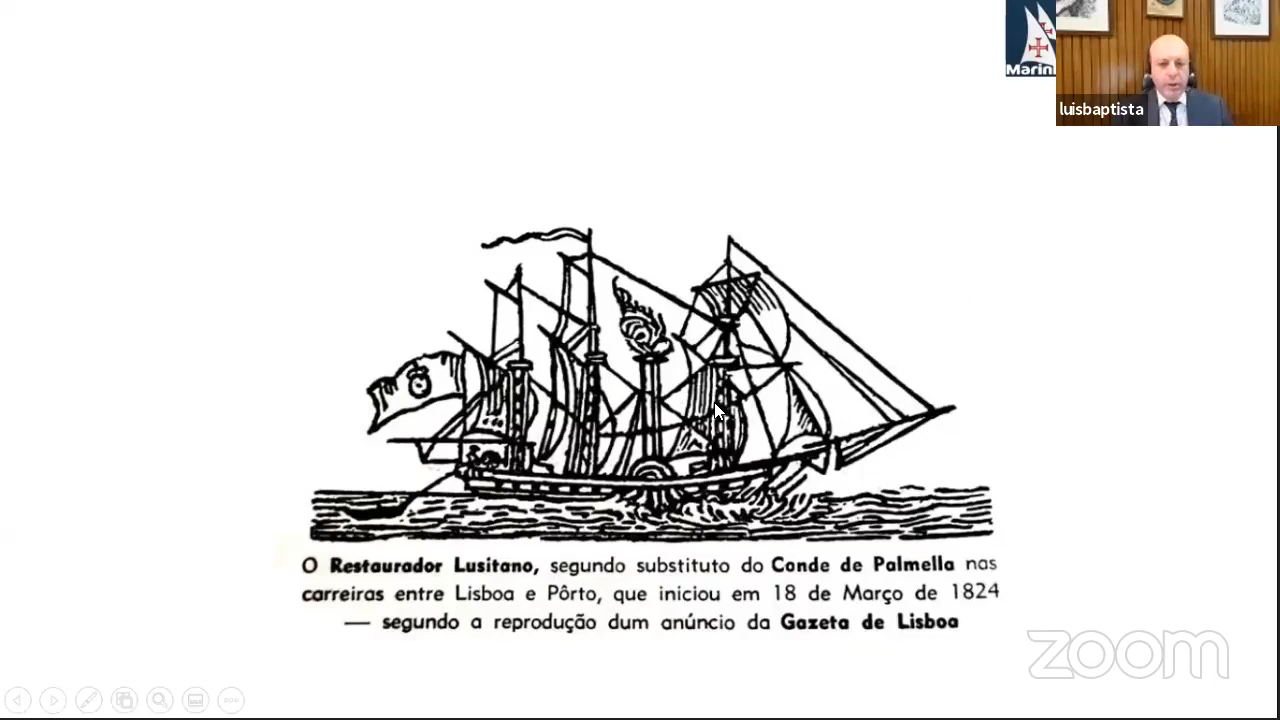 Marin
luisbaptista
O Restaurador Lusitano, segundo substituto do Conde de Palmella nas
carreiras entre Lisboa e Pôrto, que iniciou em 18 de Março de 1824
— segundo a reprodução dum anúncio da Gazeta de Lisboa
zoom